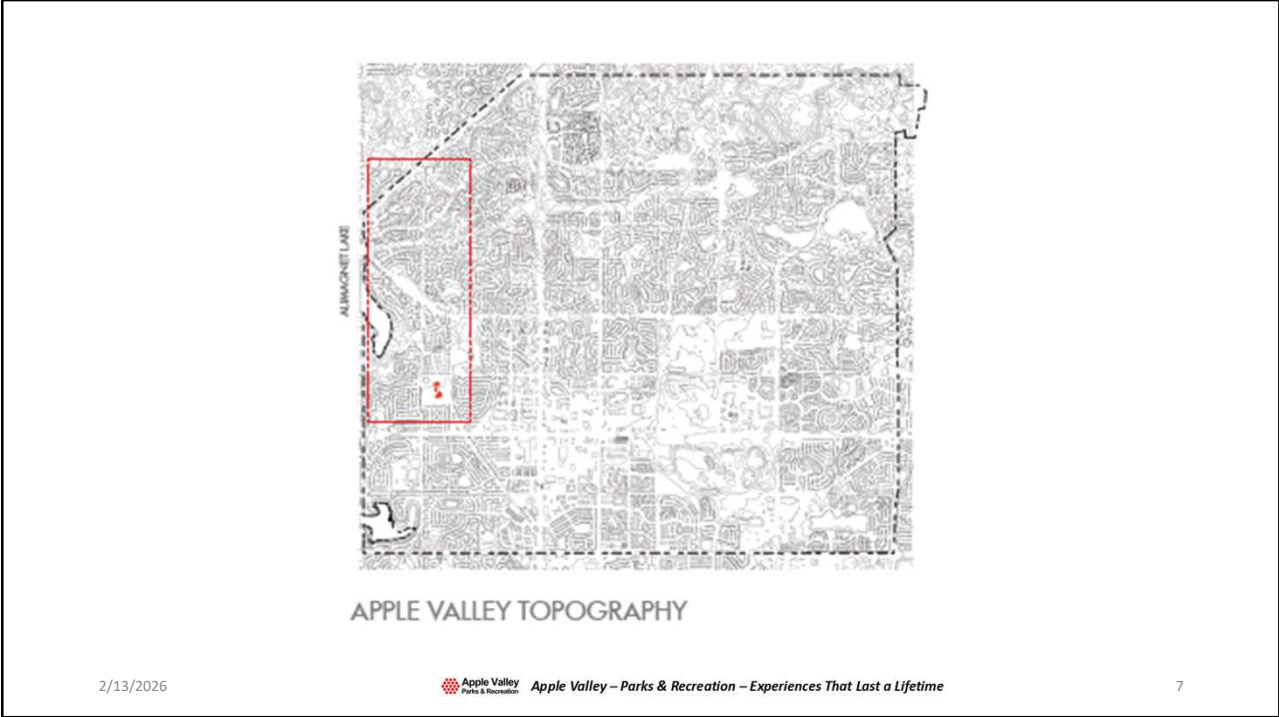 ALIMAGNET LAKE
APPLE VALLEY TOPOGRAPHY
2/13/2026
Apple Valley
Parks & Recreation
Apple Valley – Parks & Recreation – Experiences That Last a Lifetime
7